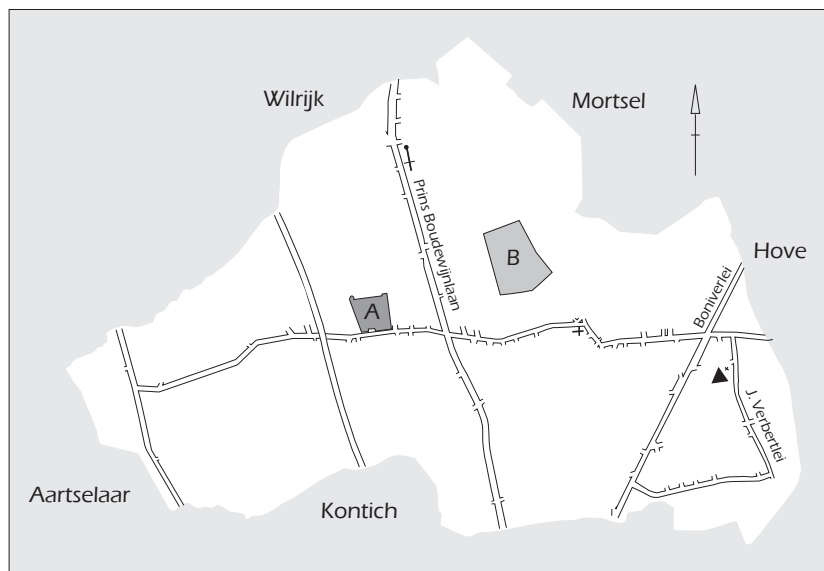 Wilrijk
Mortsel
Prins Boudewijnlaan
B
Hove
Boniverlei
A
J. Verbertlei
Aartselaar
Kontich